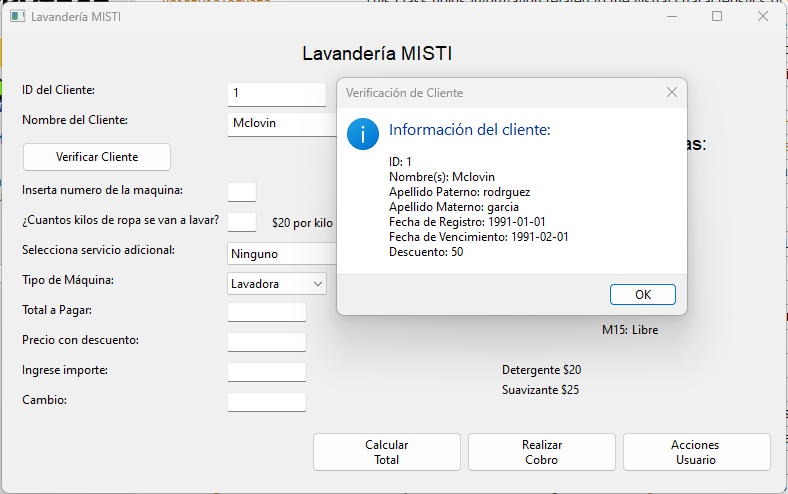 Lavandería MISTI
Lavandería MISTI
ID del Cliente:
1
Nombre del Cliente:
Mclovin
Verificar Cliente
Inserta numero de la maquina:
¿Cuantos kilos de ropa se van a lavar?
$20 por kilo
Selecciona servicio adicional:
Ninguno
Tipo de Máquina:
Lavadora
Total a Pagar:
Precio con descuento:
Ingrese importe:
Cambio:
Verificación de Cliente
Información del cliente:
ID: 1
Nombre(s): Mclovin
Apellido Paterno: rodrguez
Apellido Materno: garcia
Fecha de Registro: 1991-01-01
Fecha de Vencimiento: 1991-02-01
Descuento: 50
OK
as:
M15: Libre
Detergente $20
Suavizante $25
Calcular
Total
Realizar
Cobro
Acciones
Usuario